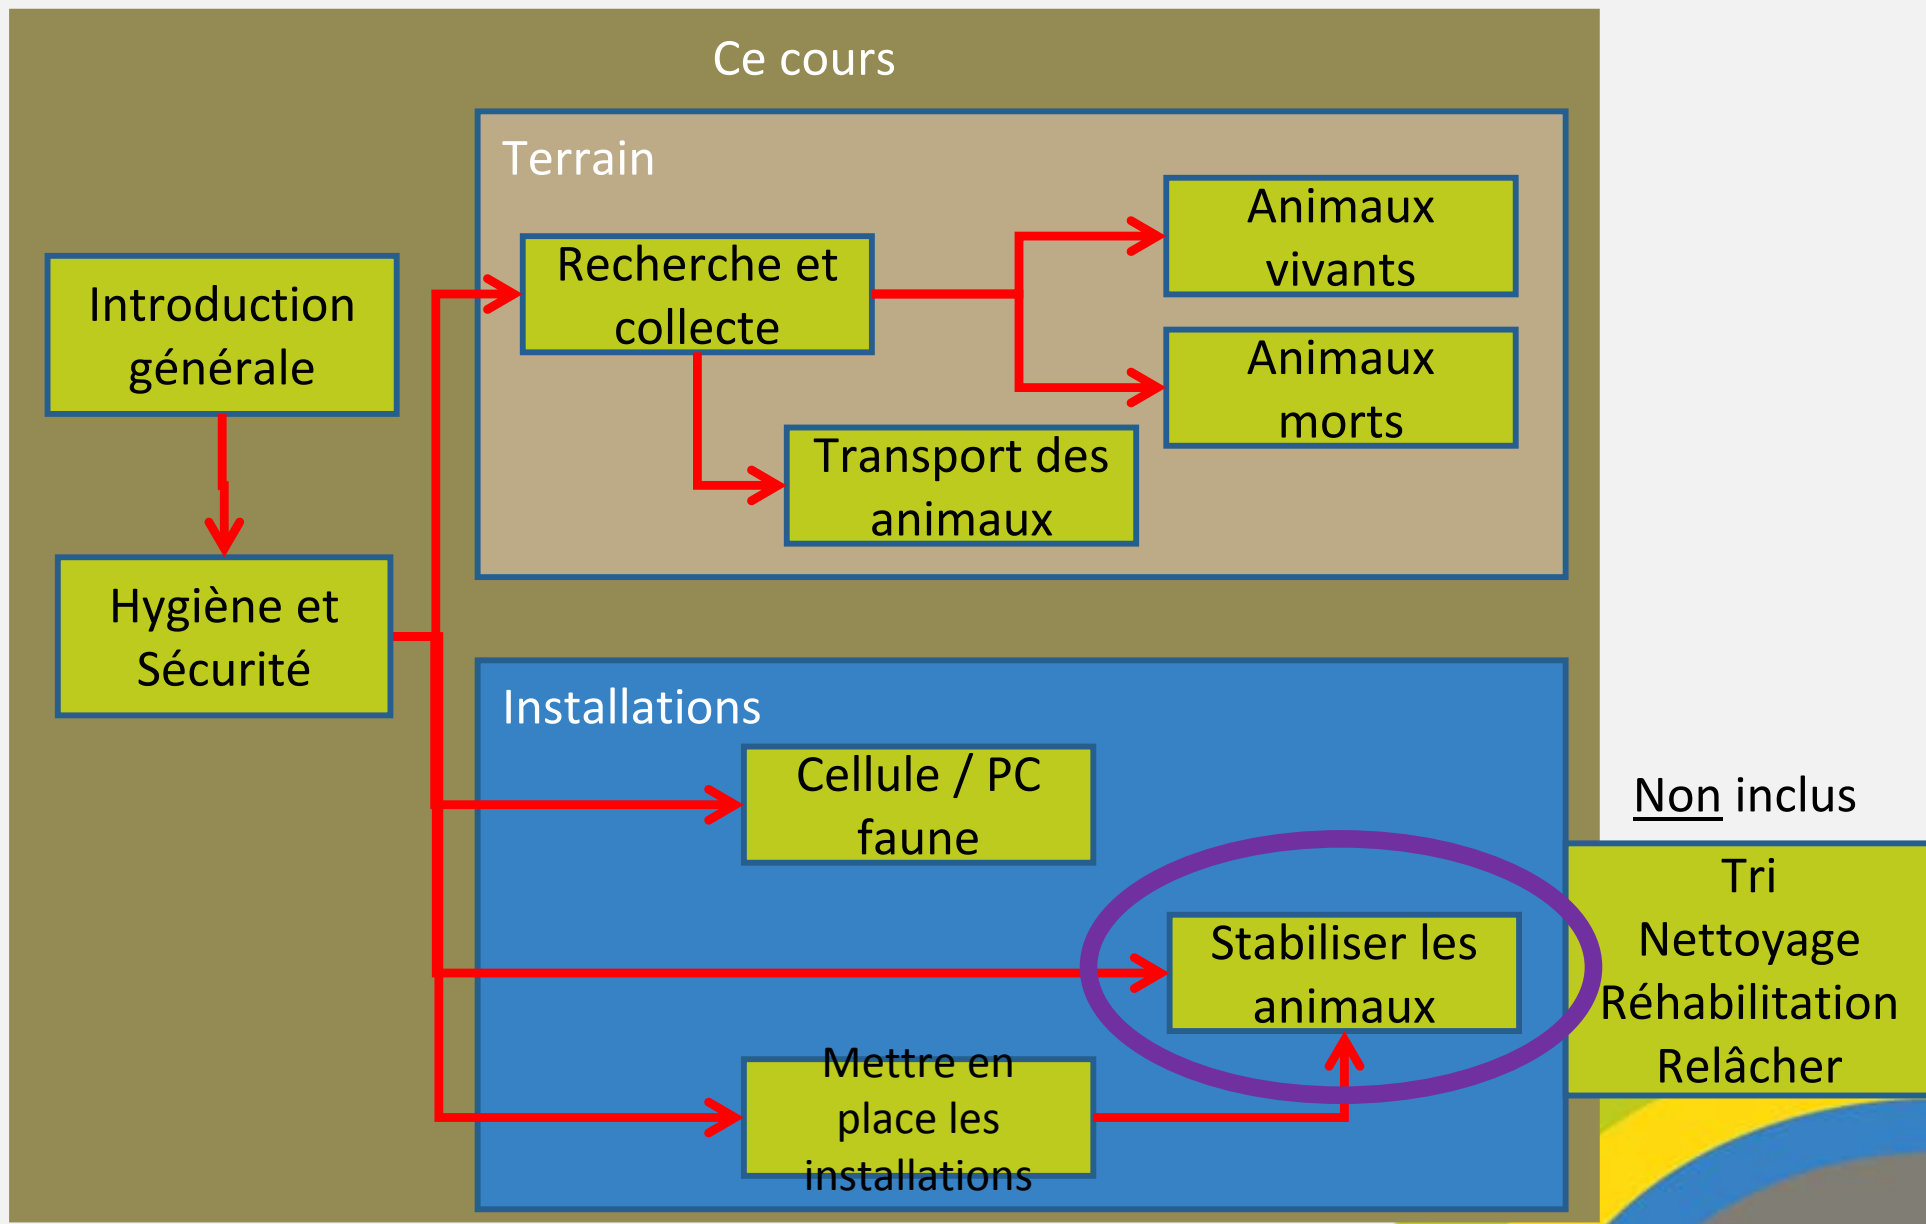 Ce cours
Terrain
Animaux
vivants
Recherche et
collecte
Introduction
générale
Animaux
morts
Transport des
animaux
Hygiène et
Sécurité
Installations
Cellule / PC
faune
Non inclus
Tri
Nettoyage
Réhabilitation
Relâcher
Stabiliser les
animaux
Mettre en
place les
installations